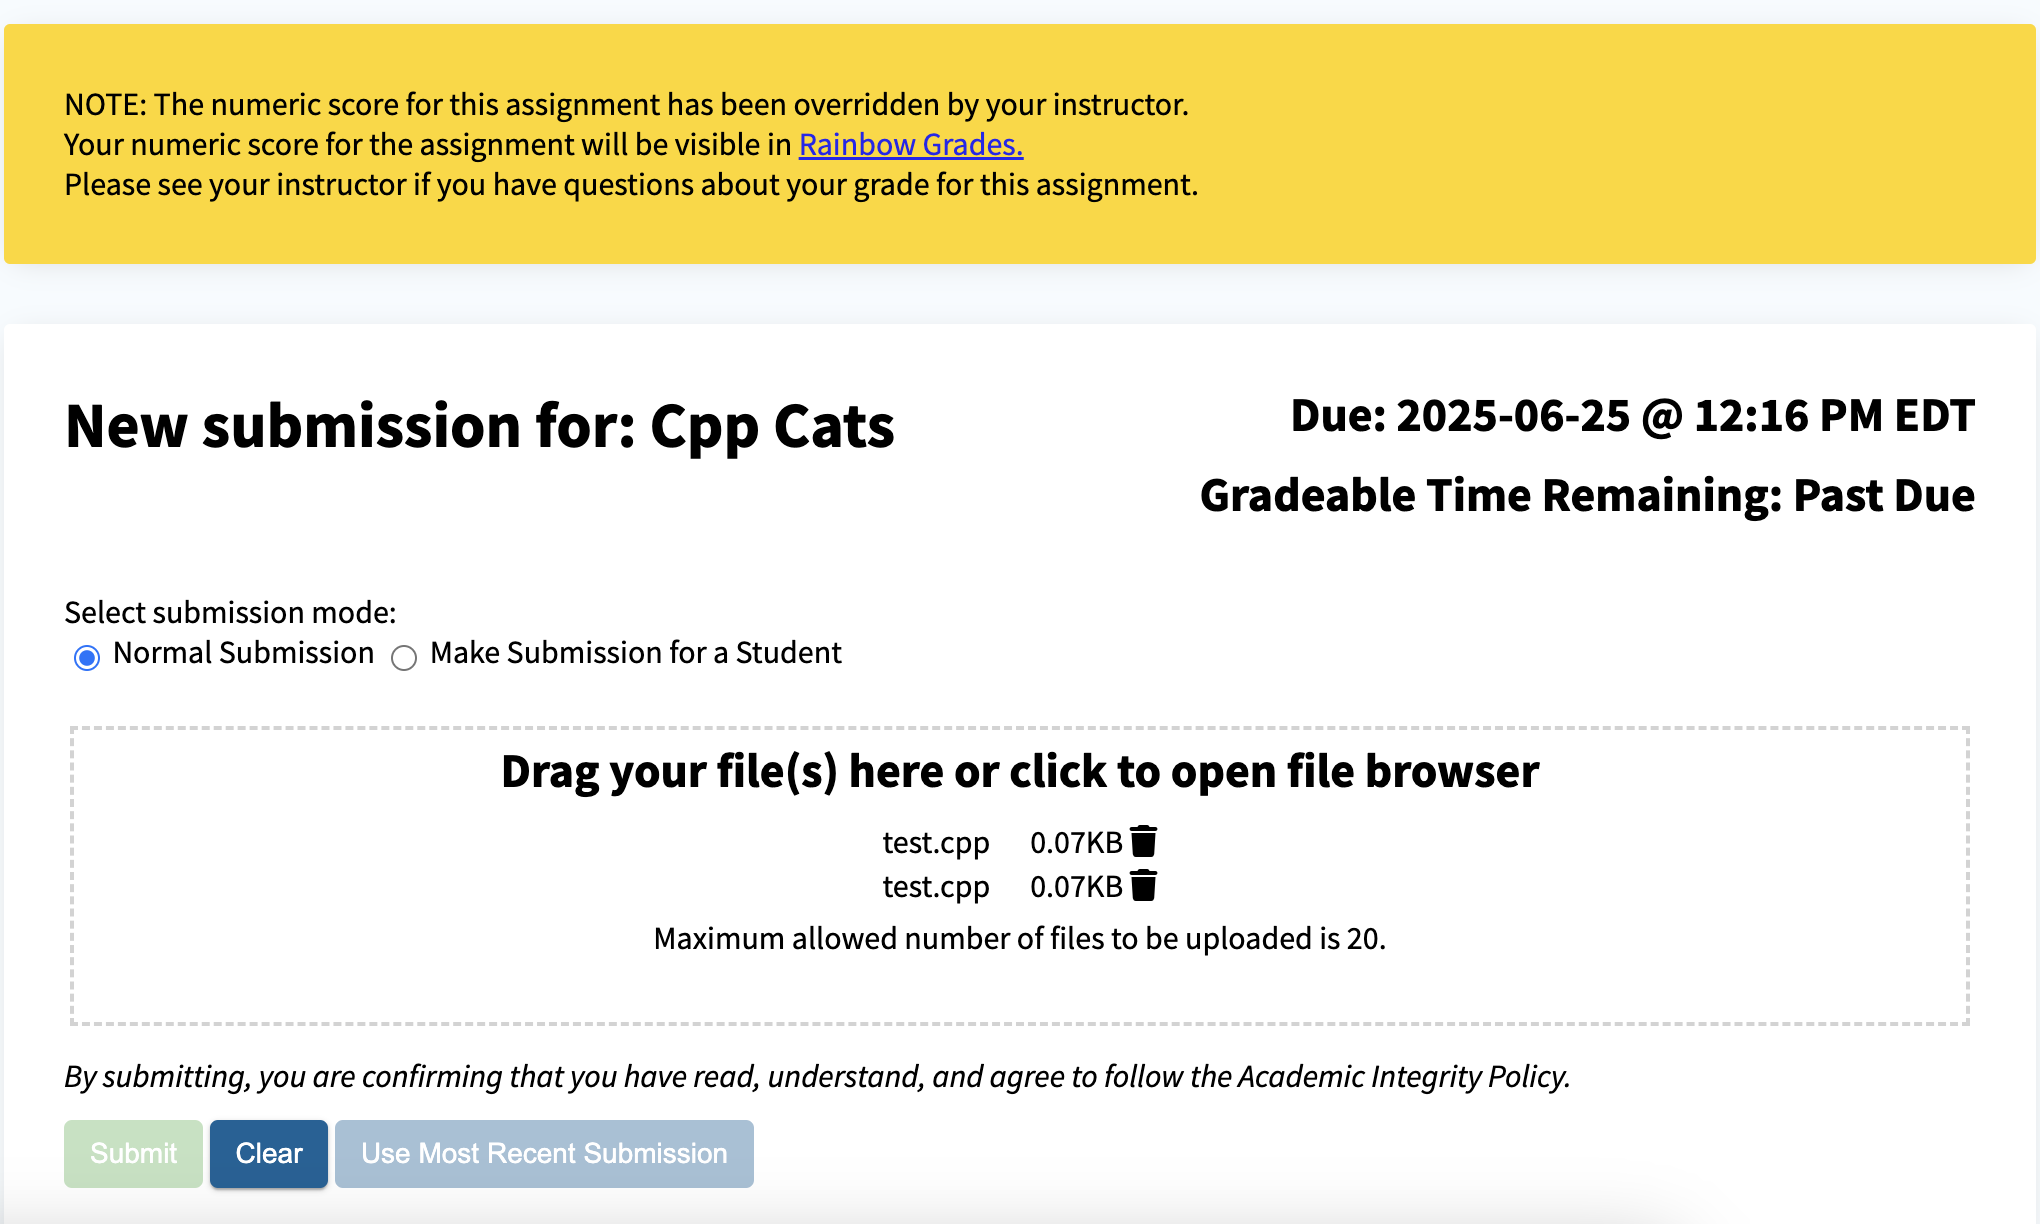 NOTE: The numeric score for this assignment has been overridden by your instructor.
Your numeric score for the assignment will be visible in Rainbow Grades.
Please see your instructor if you have questions about your grade for this assignment.
New submission for: Cpp Cats
Due: 2025-06-25 @ 12:16 PM EDT
Gradeable Time Remaining: Past Due
Select submission mode:
Normal Submission Make Submission for a Student
Drag your file(s) here or click to open file browser
test.cpp 0.07KB
test.cpp 0.07KB
Maximum allowed number of files to be uploaded is 20.
By submitting, you are confirming that you have read, understand, and agree to follow the Academic Integrity Policy.
Submit Clear Use Most Recent Submission